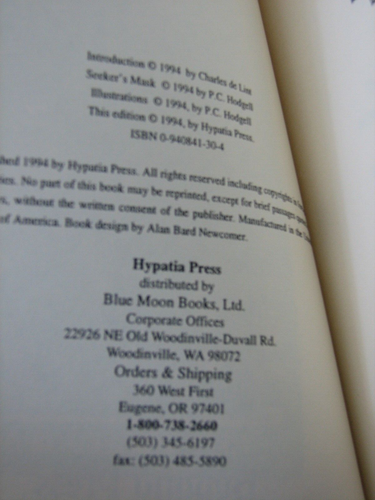 Introduction © 1994 by Charles de Lint
Seeker's Mask © 1994 by P.C. Hodgell
Illustrations © 1994, by P.C. Hodgell
This edition © 1994, by Hypatia Press.
ISBN 0-940841-30-4
shed 1994 by Hypatia Press. All rights reserved including copyrights in
ies. No part of this book may be reprinted, except for brief passages
s, without the written consent of the publisher. Manufactured in the
of America. Book design by Alan Bard Newcomer.
Hypatia Press
distributed by
Blue Moon Books, Ltd.
Corporate Offices
22926 NE Old Woodinville-Duvall Rd.
Woodinville, WA 98072
Orders & Shipping
360 West First
Eugene, OR 97401
1-800-738-2660
(503) 345-6197
fax: (503) 485-5890